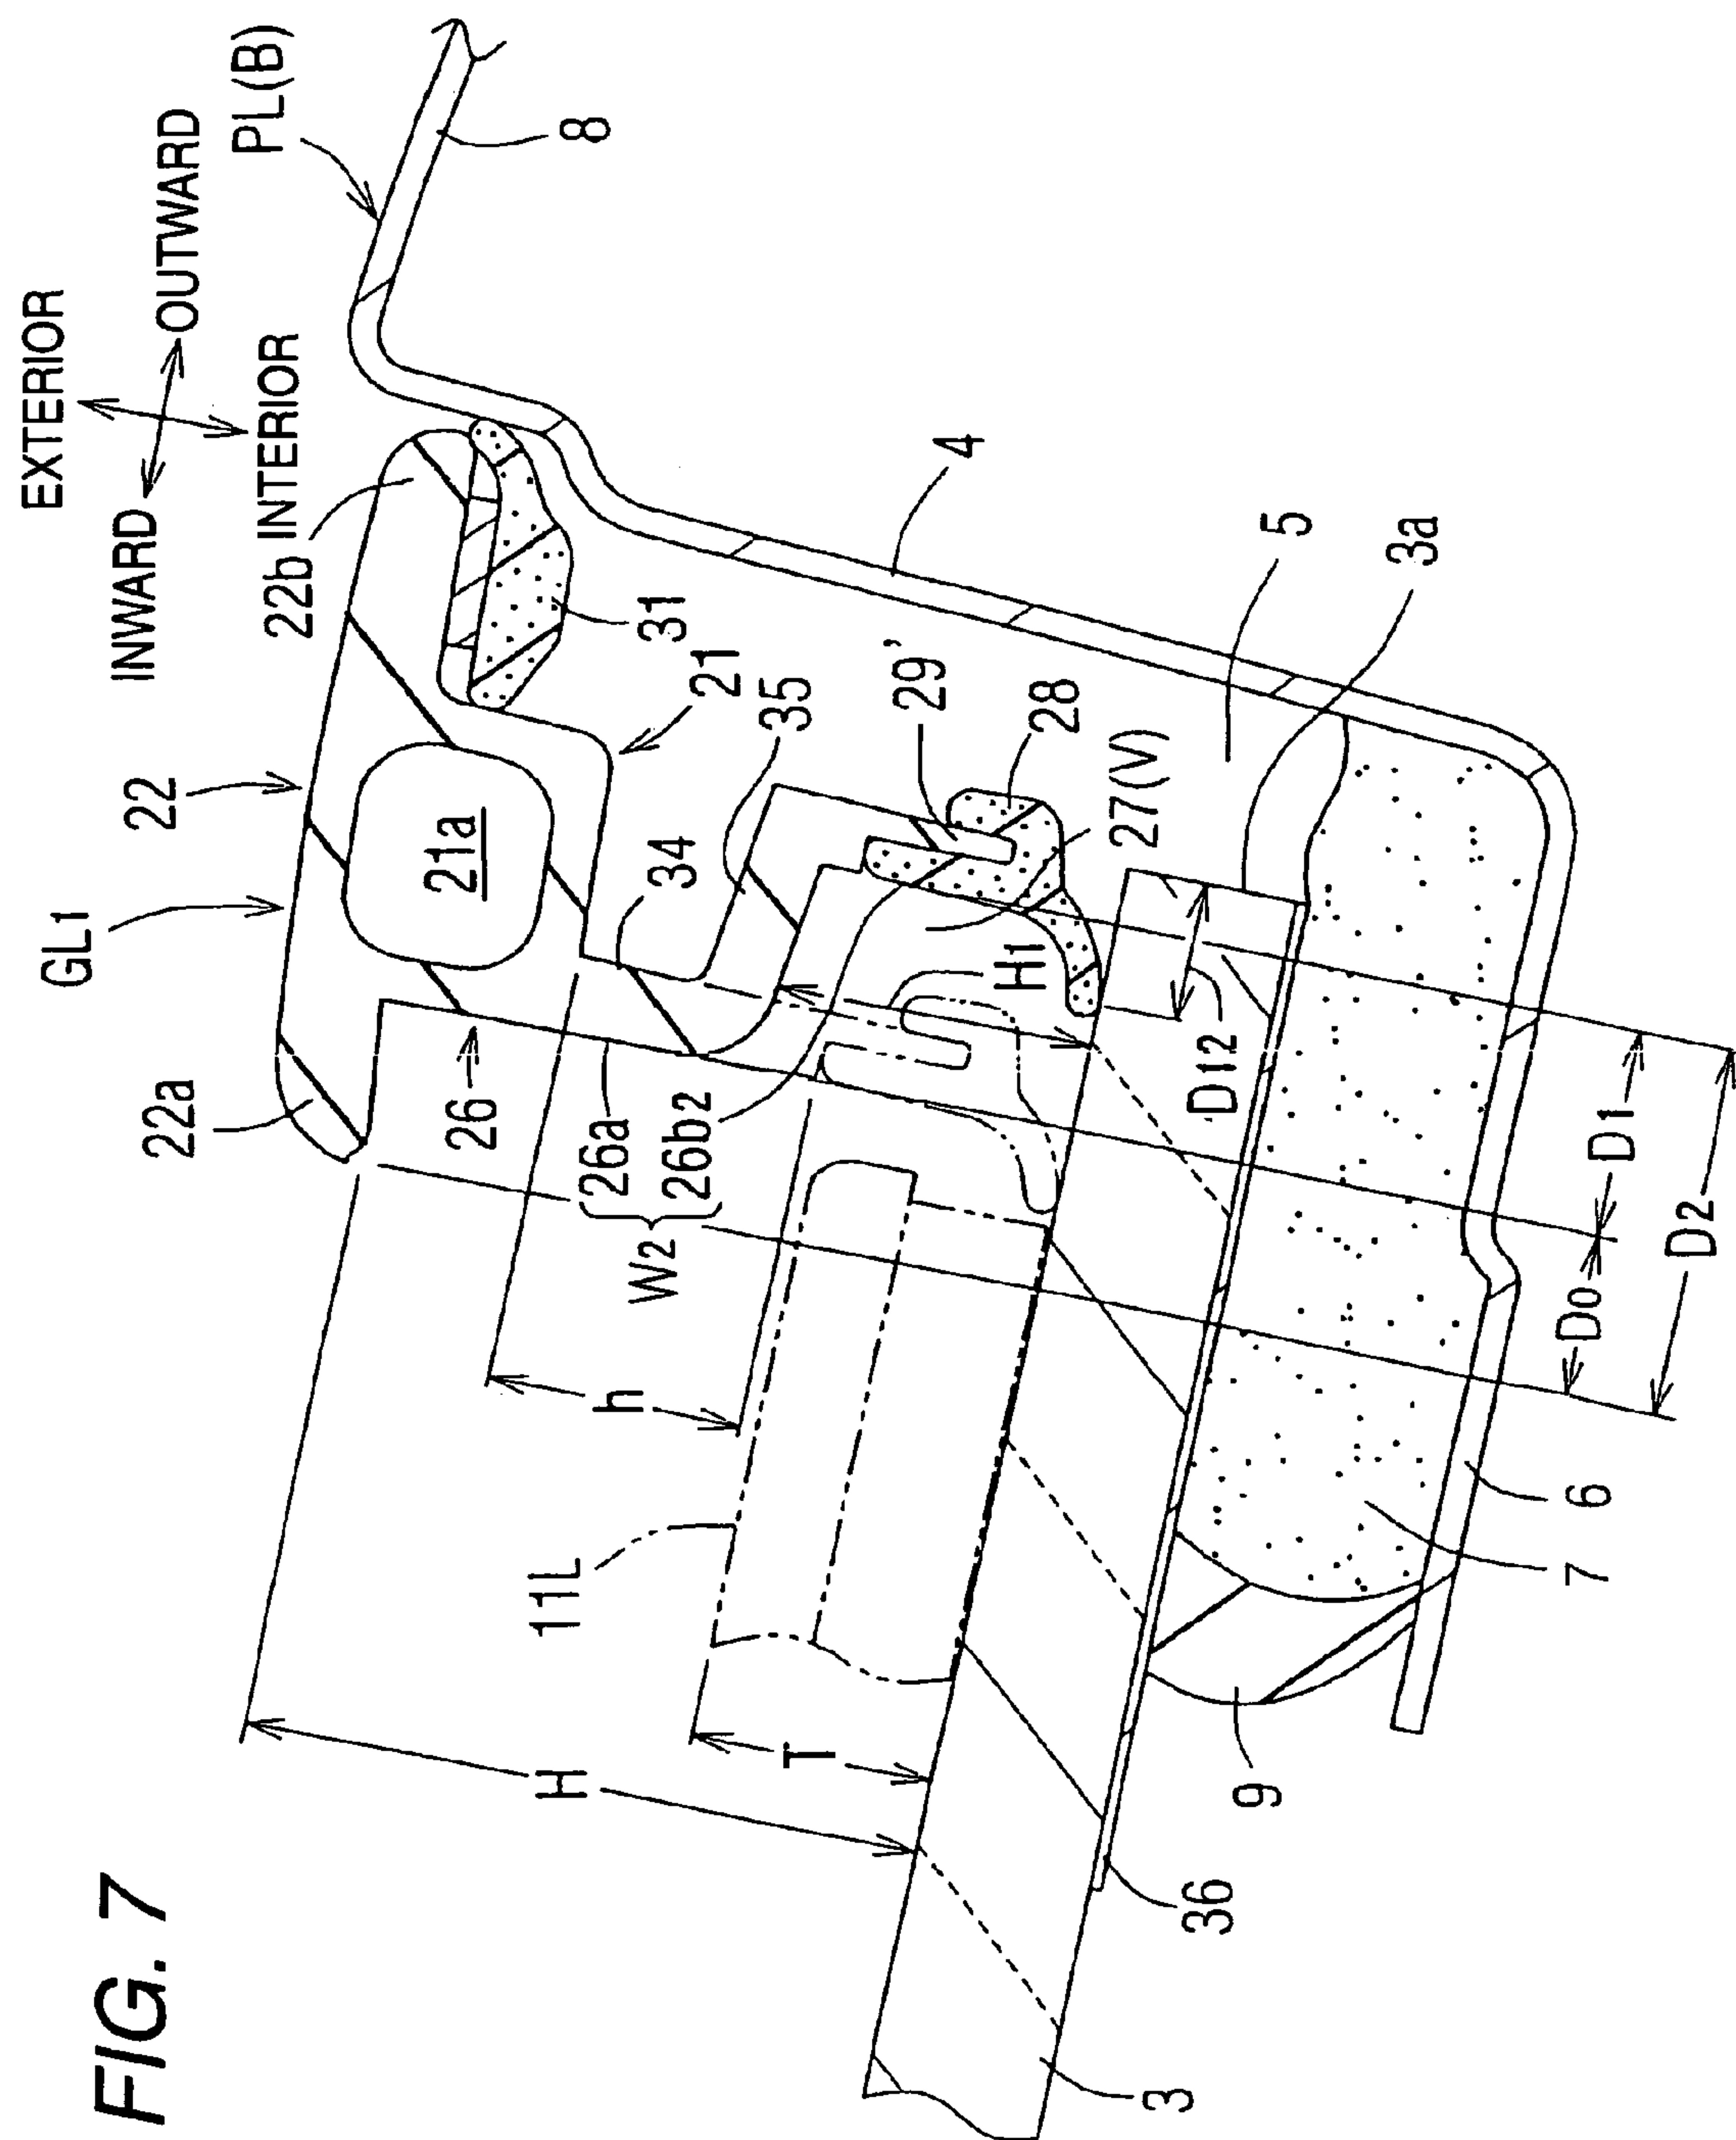 FIG. 7
EXTERIOR
INWARD
OUTWARD
INTERIOR
PL(B)
8
22b
22
GL1
22a
21a
31
21
35
34
4
29'
28
27(V)
5
3a
26
26a
26b2
W2
H1
D12
h
11L
T
H
D1
D0
D2
6
7
9
36
3